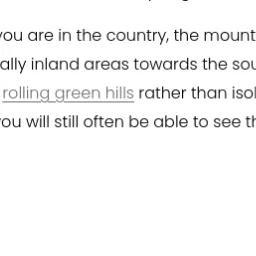 you are in the country, the mount
ally inland areas towards the sou
rolling green hills rather than isol
you will still often be able to see th